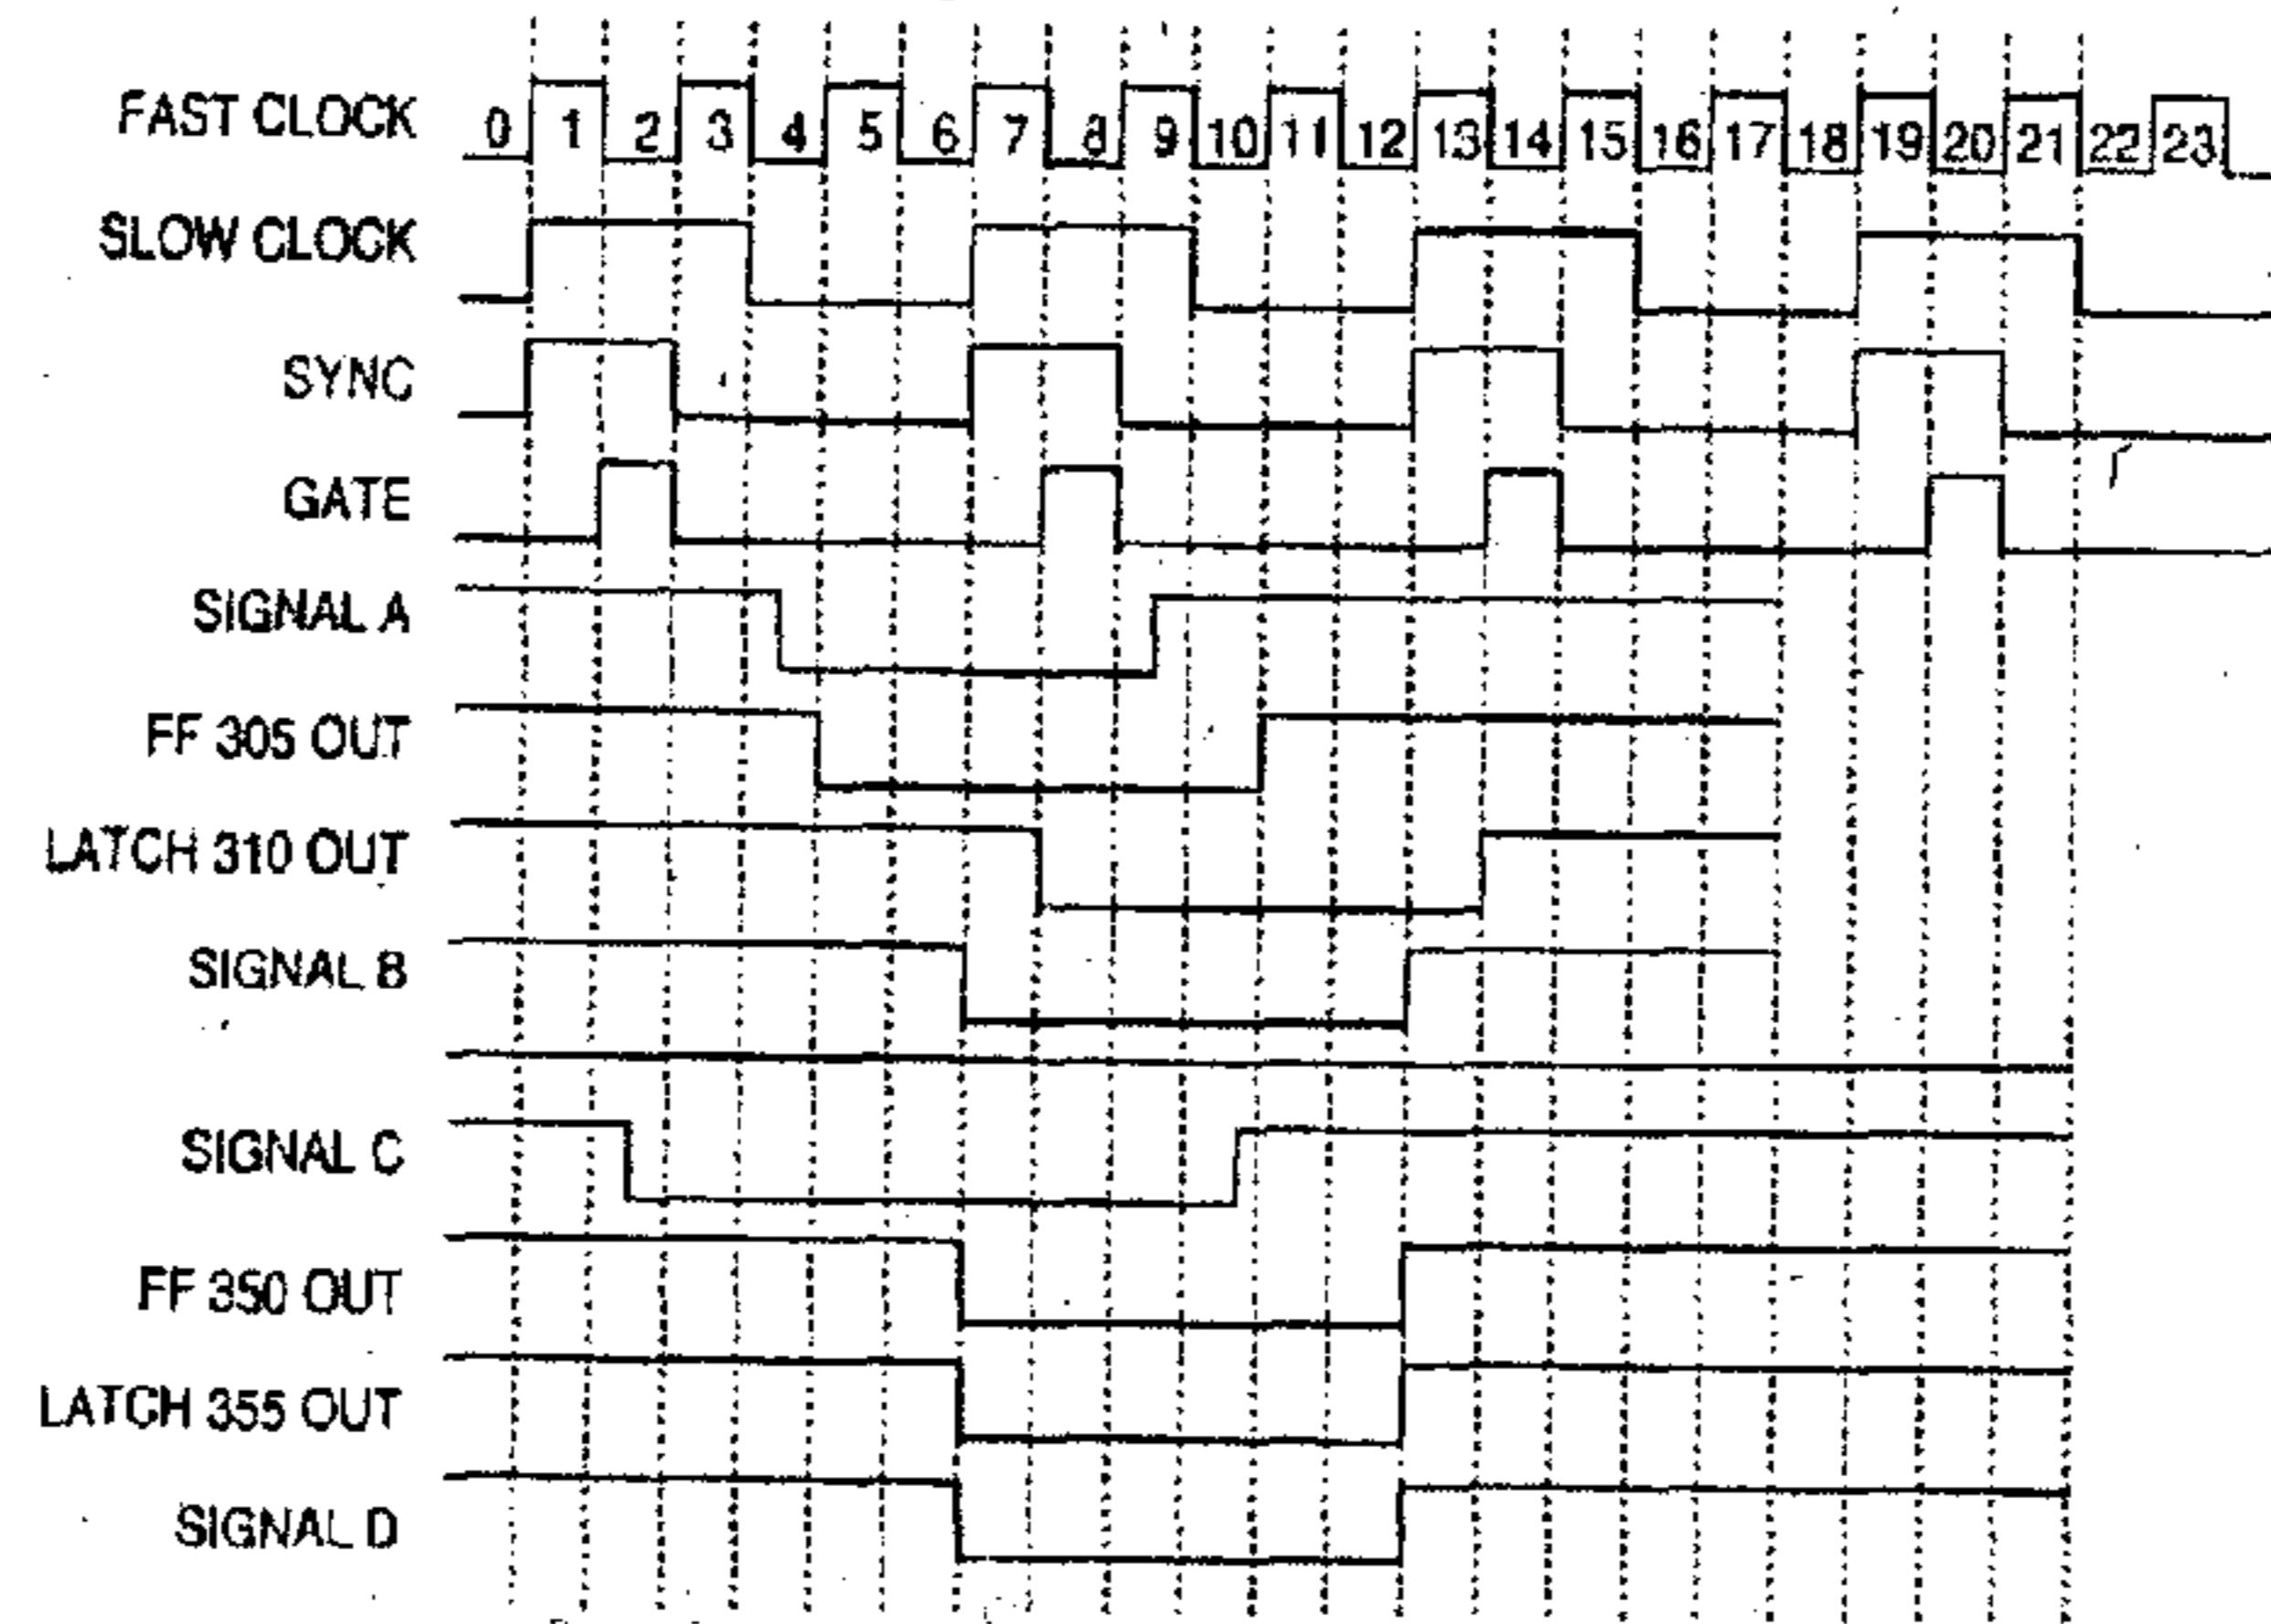 FAST CLOCK 0 1 2 3 4 5 6 7 8 9 10 11 12 13 14 15 16 17 18 19 20 21 22 23
SLOW CLOCK
SYNC
GATE
SIGNAL A
FF 305 OUT
LATCH 310 OUT
SIGNAL B
SIGNAL C
FF 350 OUT
LATCH 355 OUT
SIGNAL D